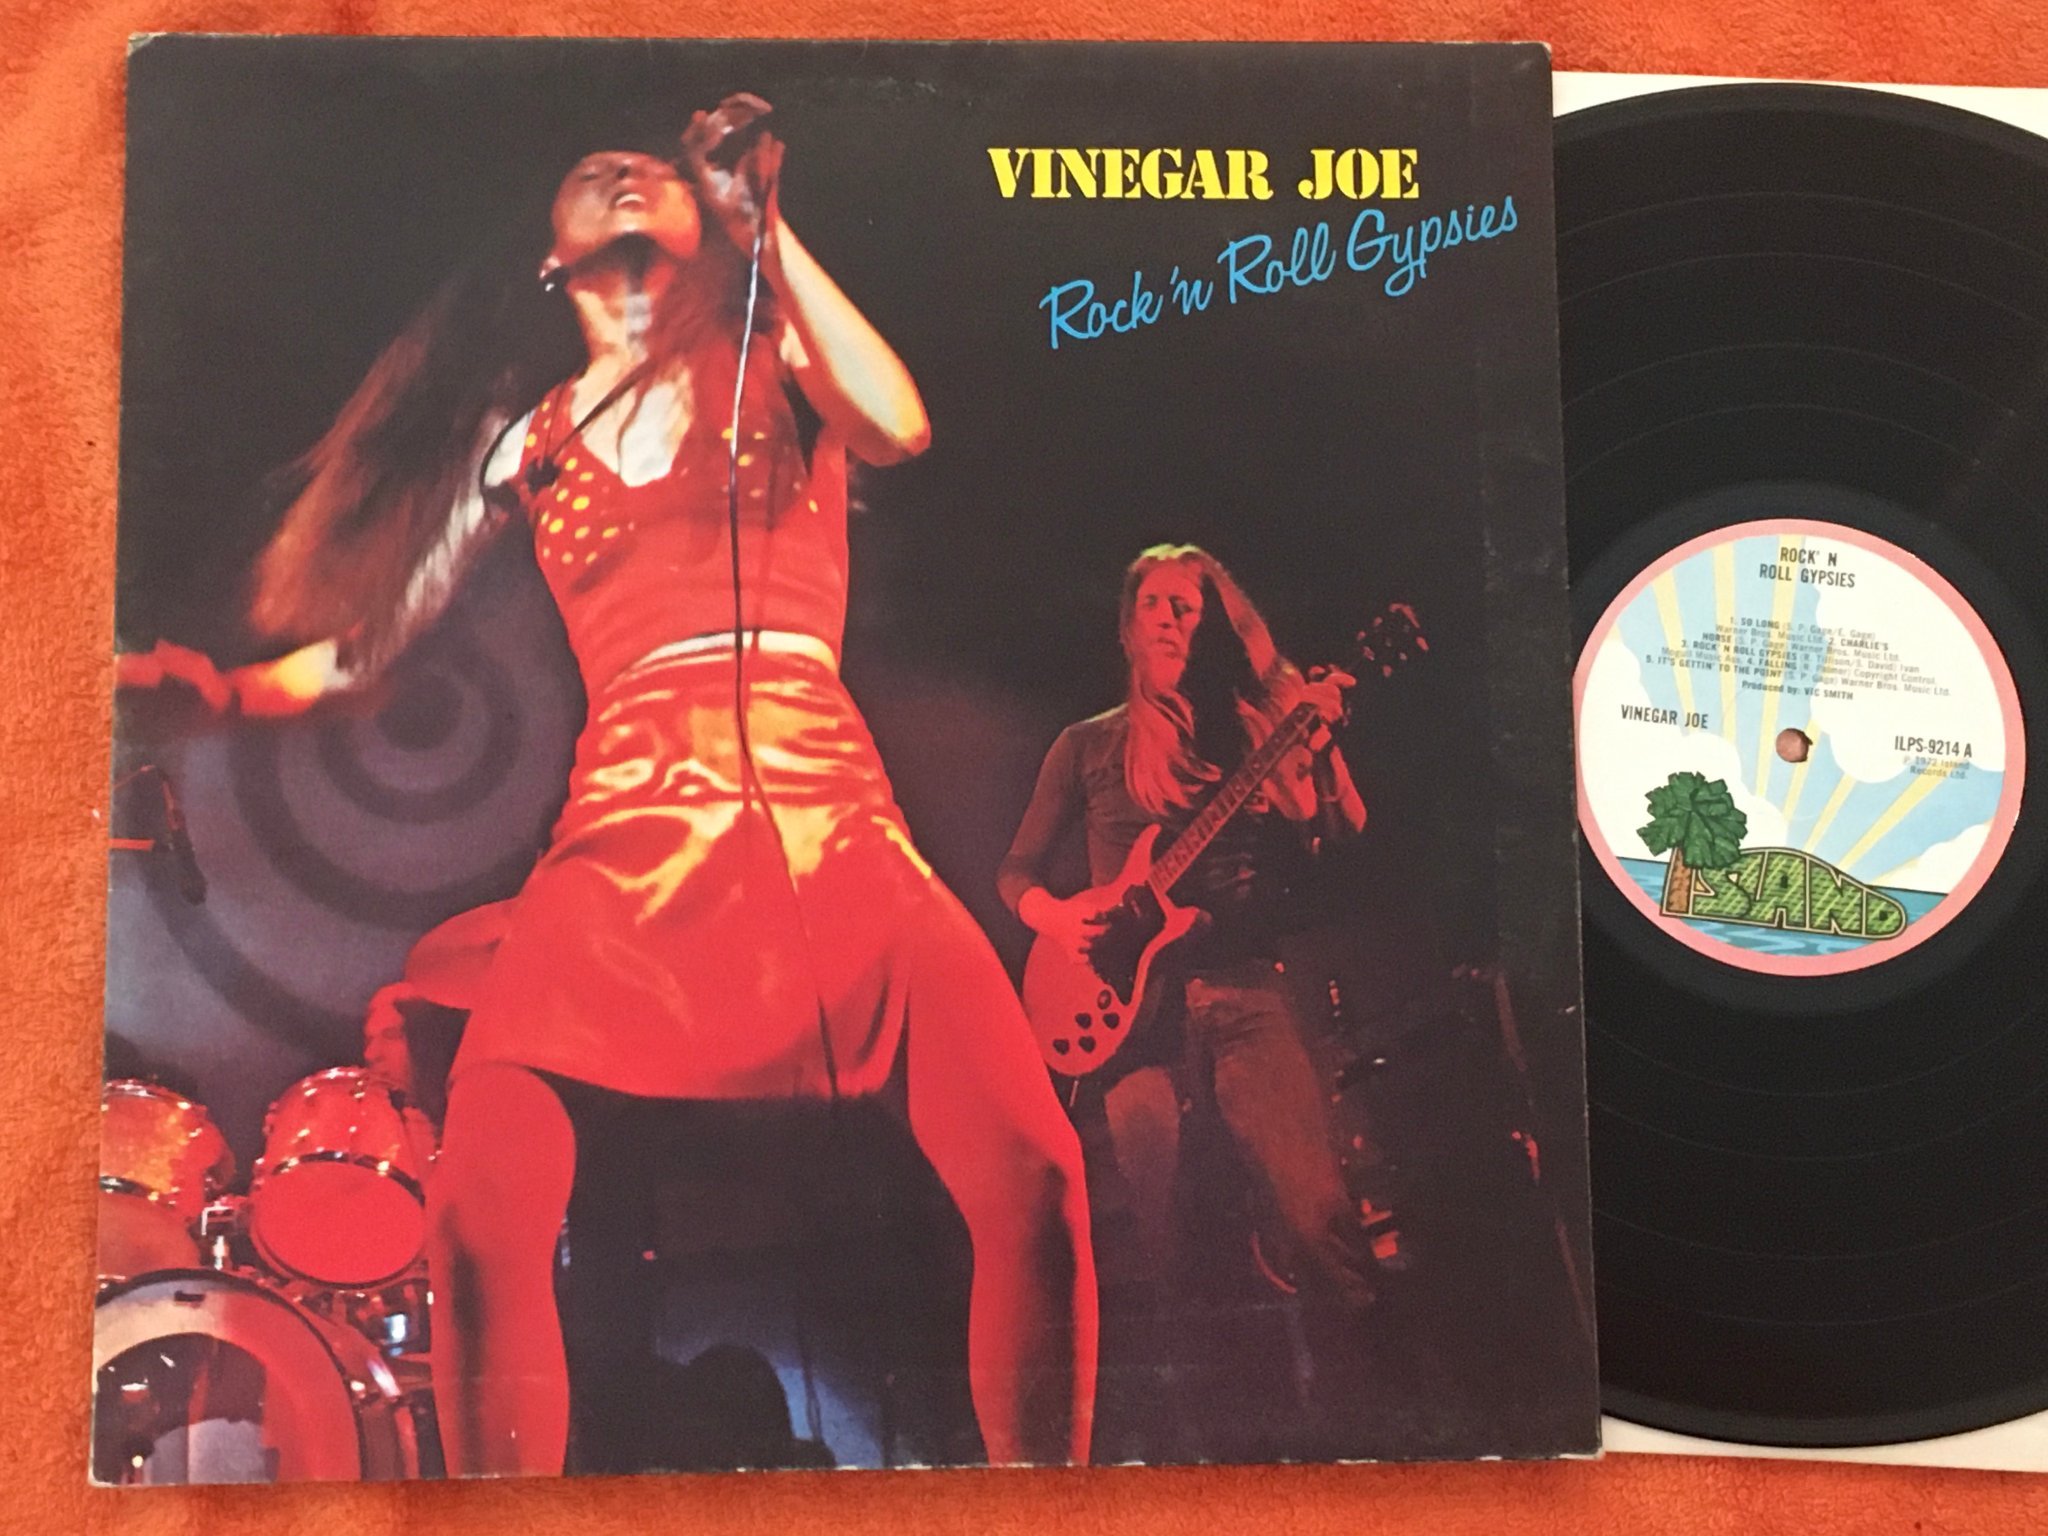 VINEGAR JOE
Rock 'n Roll Gypsies
ROCK' N
ROLL GYPSIES
1. SO LONG (S. P. Gage/E. Gage)
Warner Bros. Music Ltd. 2. CHARLIE'S
HORSE (S. P. Gage) Warner Bros. Music Ltd.
3. ROCK' N ROLL GYPSIES (R. Tillison/S. David) Ivan
Mogull Music Ass. 4. FALLING (R. Palmer) Copyright Control.
5. IT'S GETTIN' TO THE POINT (S. P. Gage) Warner Bros. Music Ltd.
Produced by: VIC SMITH
VINEGAR JOE
ILPS-9214 A
P 1972 Island
Records Ltd.
ISLAND